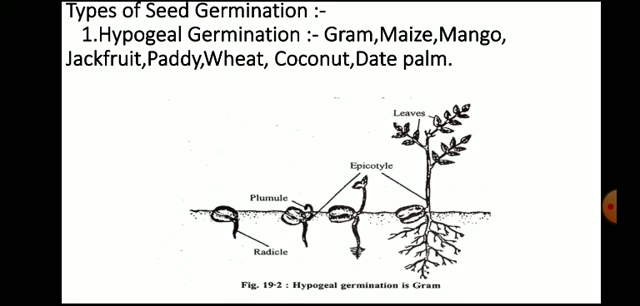 Types of Seed Germination :-
1.Hypogeal Germination :- Gram,Maize,Mango,
Jackfruit,Paddy,Wheat, Coconut,Date palm.
Leaves
Epicotyle
Plumule
Radicle
Fig. 19·2 : Hypogeal germination is Gram